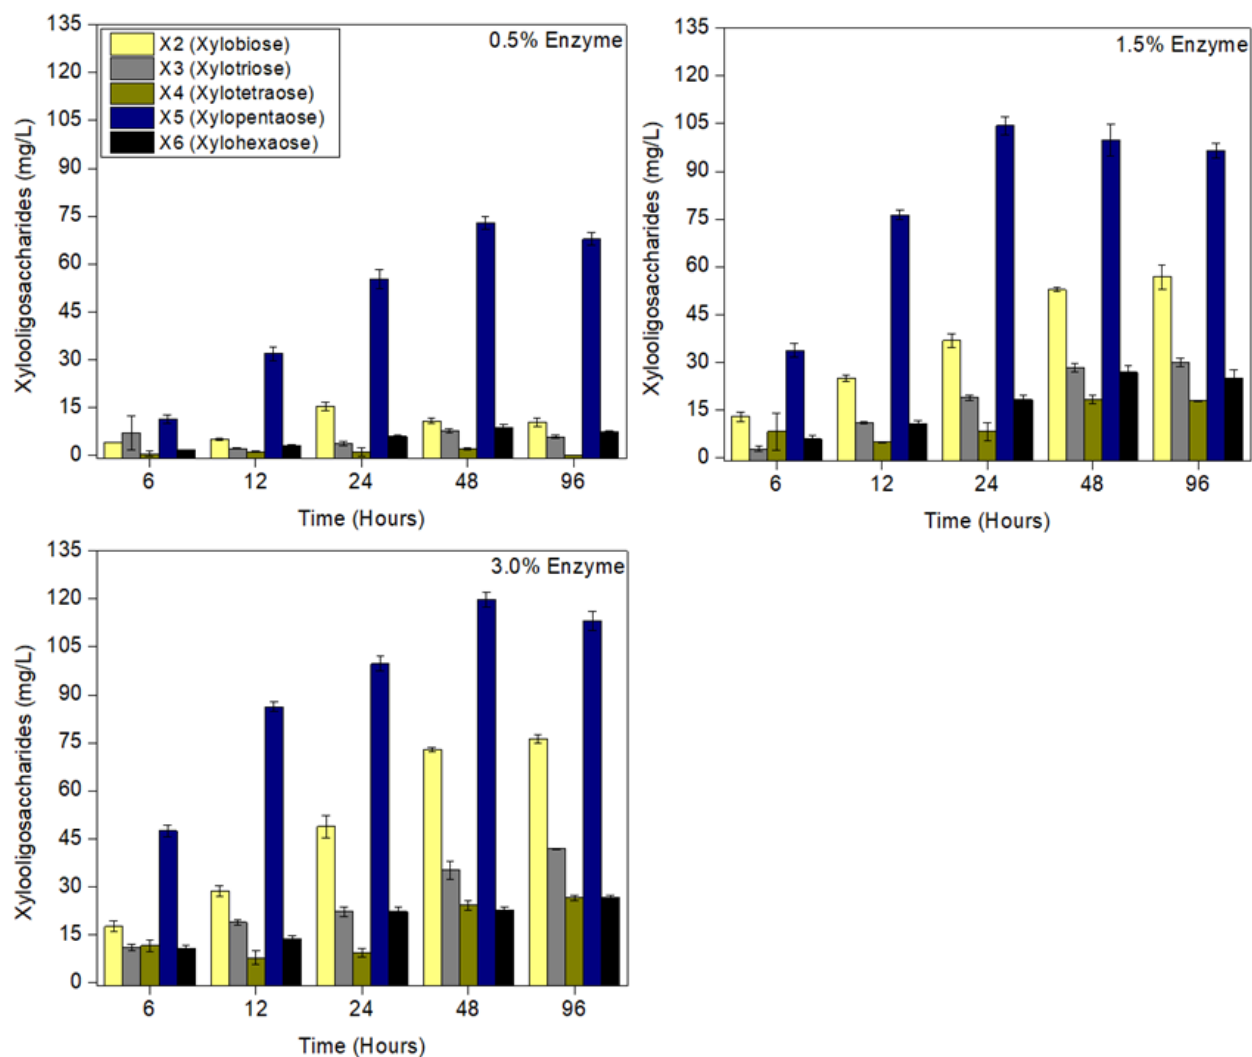 0.5% Enzyme
X2 (Xylobiose)
X3 (Xylotriose)
X4 (Xylotetraose)
X5 (Xylopentaose)
X6 (Xylohexaose)
Xylooligosaccharides (mg/L)
135
120
105
90
75
60
45
30
15
0
6 12 24 48 96
Time (Hours)
1.5% Enzyme
Xylooligosaccharides (mg/L)
135
120
105
90
75
60
45
30
15
0
6 12 24 48 96
Time (Hours)
3.0% Enzyme
Xylooligosaccharides (mg/L)
135
120
105
90
75
60
45
30
15
0
6 12 24 48 96
Time (Hours)